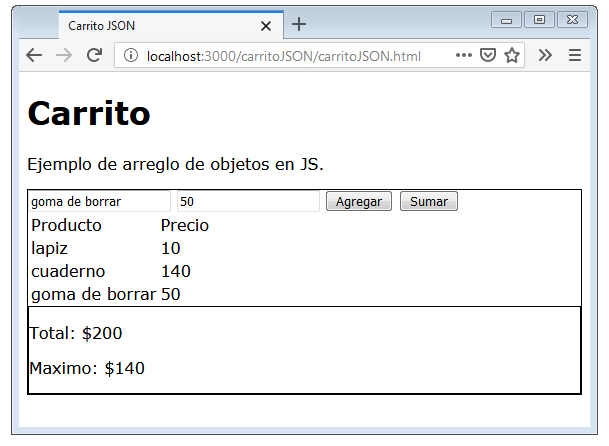 Carrito JSON
localhost:3000/carritoJSON/carritoJSON.html
Carrito
Ejemplo de arreglo de objetos en JS.
goma de borrar 50 Agregar Sumar
Producto Precio
lapiz 10
cuaderno 140
goma de borrar 50
Total: $200
Maximo: $140